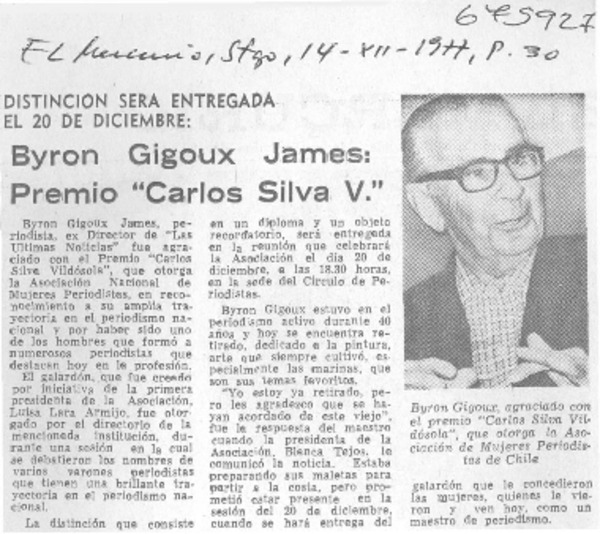 675927
El Mercurio, Stgo, 14-XII-1977, P. 30
DISTINCION SERA ENTREGADA
EL 20 DE DICIEMBRE:
Byron Gigoux James:
Premio "Carlos Silva V."
Byron Gigoux James, pe-
riodista, ex Director de "Las
Ultimas Noticias" fue agra-
ciado con el Premio "Carlos
Silva Vildósola", que otorga
la Asociación Nacional de
Mujeres Periodistas, en reco-
nocimiento a su amplia tra-
yectoria en el periodismo na-
cional y por haber sido uno
de los hombres que formó a
numerosos periodistas que
destacan hoy en le profesión.
El galardón, que fue creado
por iniciativa de la primera
presidenta de la Asociación,
Luisa Lara Armijo, fue otor-
gado por el directorio de la
mencionada institución, du-
rante una sesión en la cual
se debatieron los nombres de
varios varones periodistas
que tienen una brillante tra-
yectoria en el periodismo na-
cional.
La distinción que consiste
en un diploma y un objeto
recordatorio, será entregada
en la reunión que celebrará
la Asociación el día 20 de
diciembre, a las 18.30 horas,
en la sede del Círculo de Pe-
riodistas.
Byron Gigoux estuvo en el
periodismo activo durante 40
años y hoy se encuentra re-
tirado, dedicado a la pintura,
arte que siempre cultivó, es-
pecialmente las marinas, que
son sus temas favoritos.
"Yo estoy ya retirado, pero
les agradezco que se ha-
yan acordado de este viejo",
fue le respuesta del maestro
cuando la presidenta de la
Asociación, Blanca Tejos, le
comunicó la noticia. Estaba
preparando sus maletas para
partir a la costa, pero pro-
metió estar presente en la
sesión del 20 de diciembre,
cuando se hará entrega del
Byron Gigoux, agraciado con
el premio "Carlos Silva Vil-
dósola", que otorga la Aso-
ciación de Mujeres Periodis-
tas de Chile
galardón que le concedieron
las mujeres, quienes le vie-
ron y ven hoy, como un
maestro de periodismo.